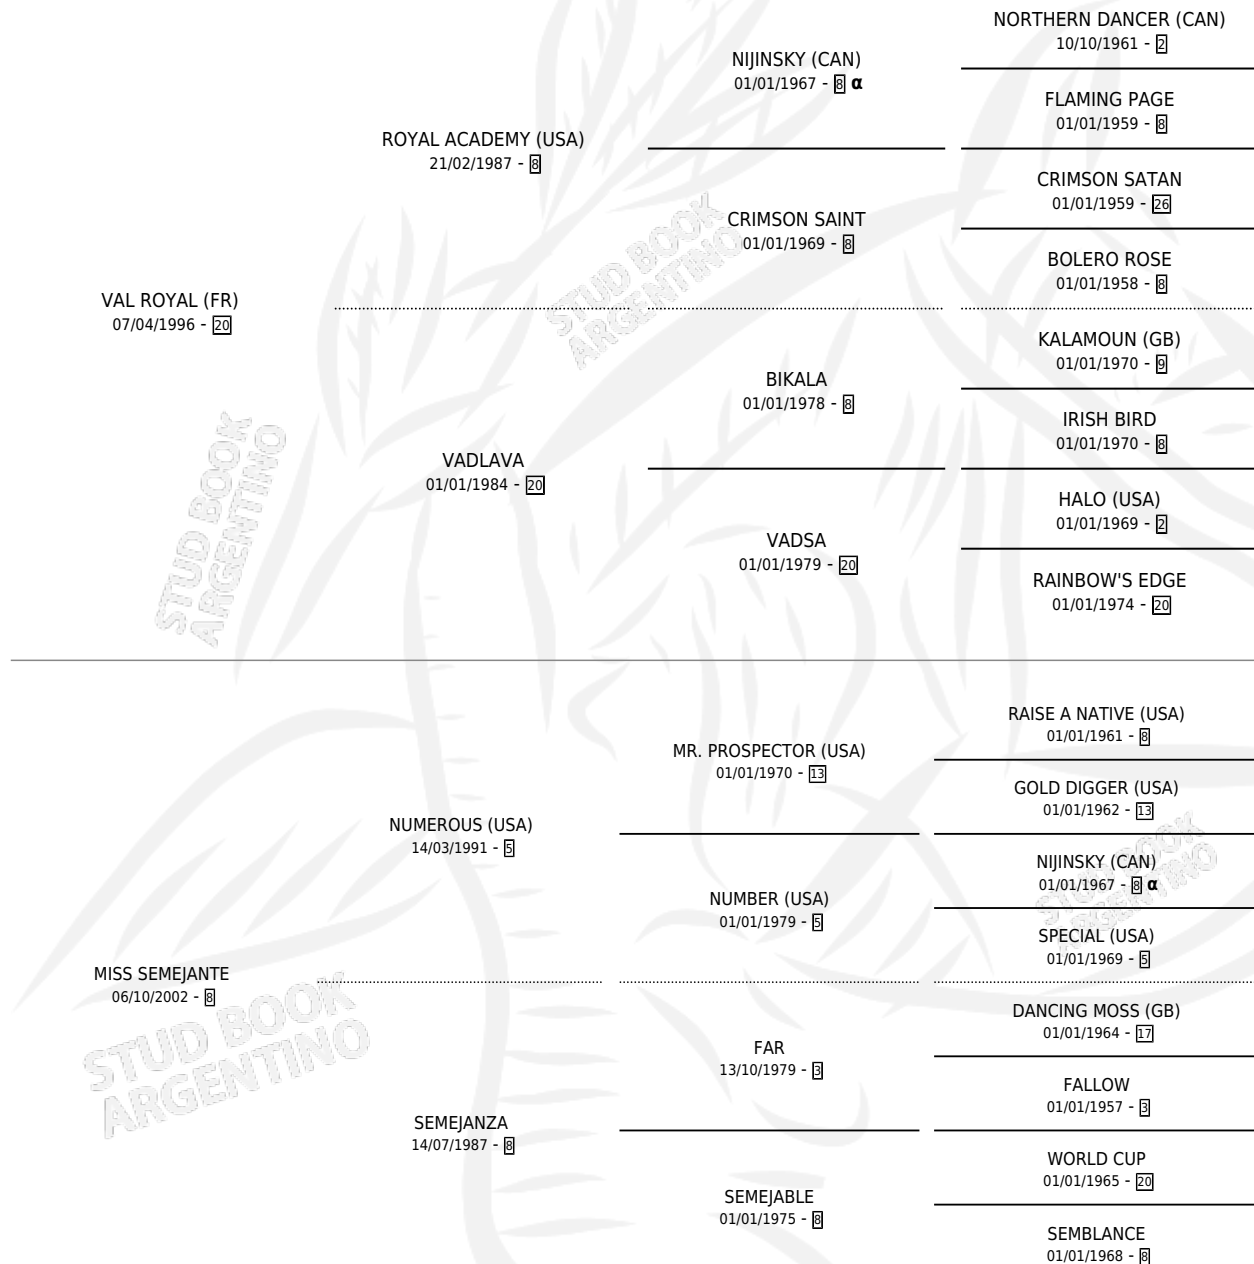 NORTHERN DANCER (CAN)
10/10/1961 - 2
NIJINSKY (CAN)
01/01/1967 - 8 α
FLAMING PAGE
01/01/1959 - 8
ROYAL ACADEMY (USA)
21/02/1987 - 8
CRIMSON SATAN
01/01/1959 - 26
CRIMSON SAINT
01/01/1969 - 8
BOLERO ROSE
01/01/1958 - 8
VAL ROYAL (FR)
07/04/1996 - 20
KALAMOUN (GB)
01/01/1970 - 9
BIKALA
01/01/1978 - 8
IRISH BIRD
01/01/1970 - 8
VADLAVA
01/01/1984 - 20
HALO (USA)
01/01/1969 - 2
VADSA
01/01/1979 - 20
RAINBOW'S EDGE
01/01/1974 - 20
RAISE A NATIVE (USA)
01/01/1961 - 8
MR. PROSPECTOR (USA)
01/01/1970 - 13
GOLD DIGGER (USA)
01/01/1962 - 13
NUMEROUS (USA)
14/03/1991 - 5
NIJINSKY (CAN)
01/01/1967 - 8 α
NUMBER (USA)
01/01/1979 - 5
SPECIAL (USA)
01/01/1969 - 5
MISS SEMEJANTE
06/10/2002 - 8
DANCING MOSS (GB)
01/01/1964 - 17
FAR
13/10/1979 - 3
FALLOW
01/01/1957 - 3
SEMEJANZA
14/07/1987 - 8
WORLD CUP
01/01/1965 - 20
SEMEJABLE
01/01/1975 - 8
SEMBLANCE
01/01/1968 - 8
STUD BOOK
ARGENTINO
STUD BOOK
ARGENTINO
STUD BOOK
ARGENTINO
STUD BOOK
ARGENTINO